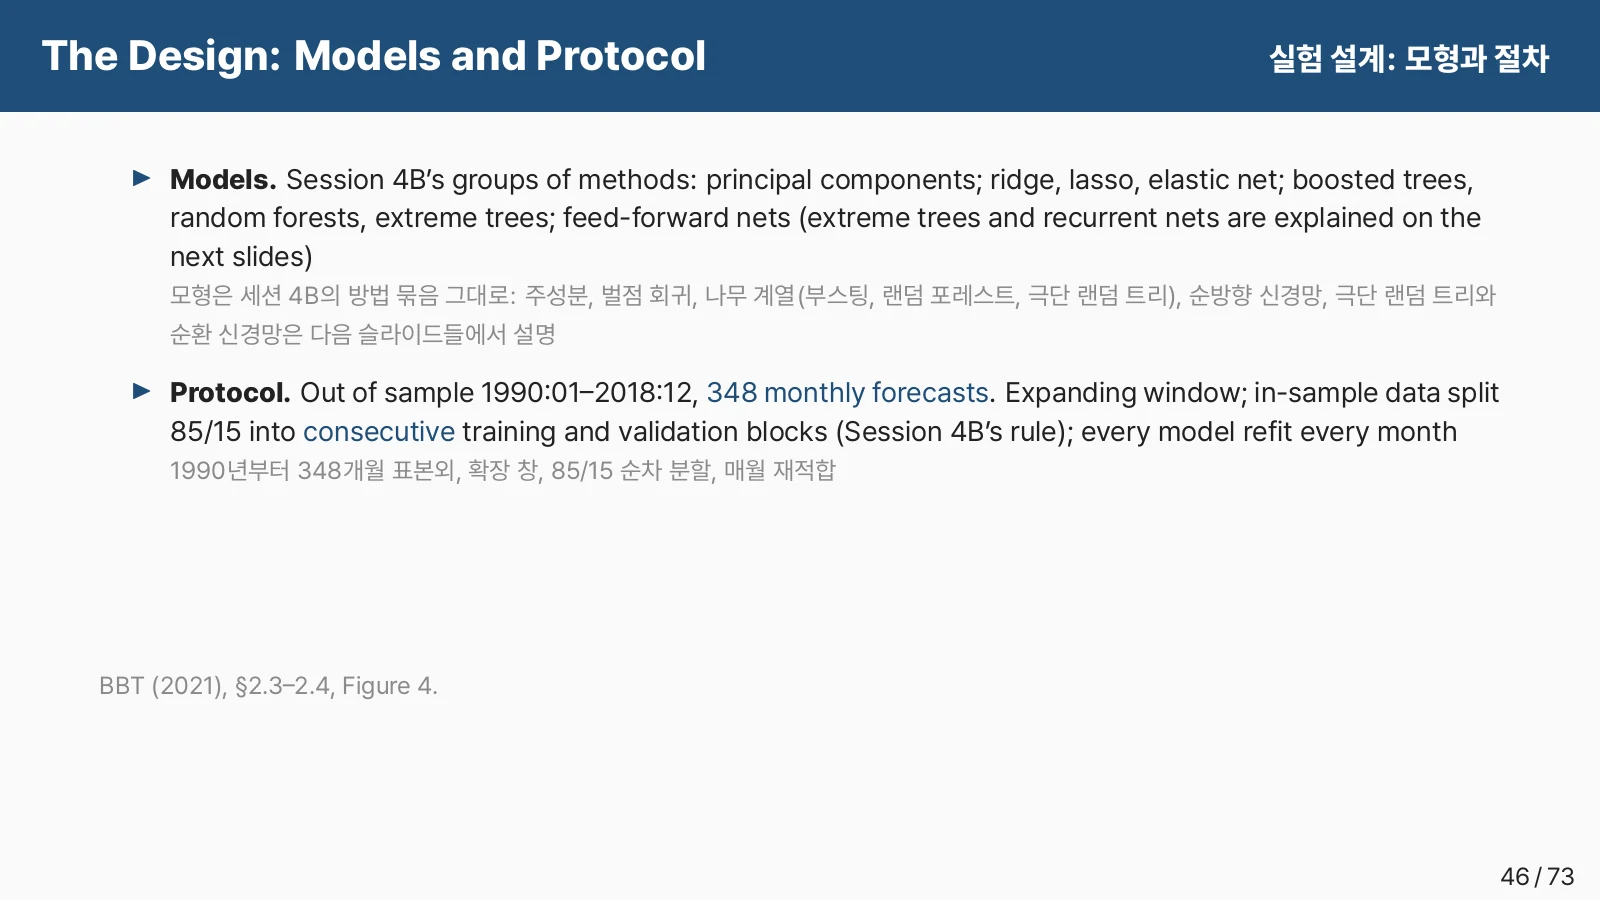 The Design: Models and Protocol
실험 설계: 모형과 절차
▶ Models. Session 4B’s groups of methods: principal components; ridge, lasso, elastic net; boosted trees,
random forests, extreme trees; feed-forward nets (extreme trees and recurrent nets are explained on the
next slides)
모형은 세션 4B의 방법 묶음 그대로: 주성분, 벌점 회귀, 나무 계열(부스팅, 랜덤 포레스트, 극단 랜덤 트리), 순방향 신경망, 극단 랜덤 트리와
순환 신경망은 다음 슬라이드들에서 설명
▶ Protocol. Out of sample 1990:01–2018:12, 348 monthly forecasts. Expanding window; in-sample data split
85/15 into consecutive training and validation blocks (Session 4B’s rule); every model refit every month
1990년부터 348개월 표본외, 확장 창, 85/15 순차 분할, 매월 재적합
BBT (2021), §2.3–2.4, Figure 4.
46 / 73